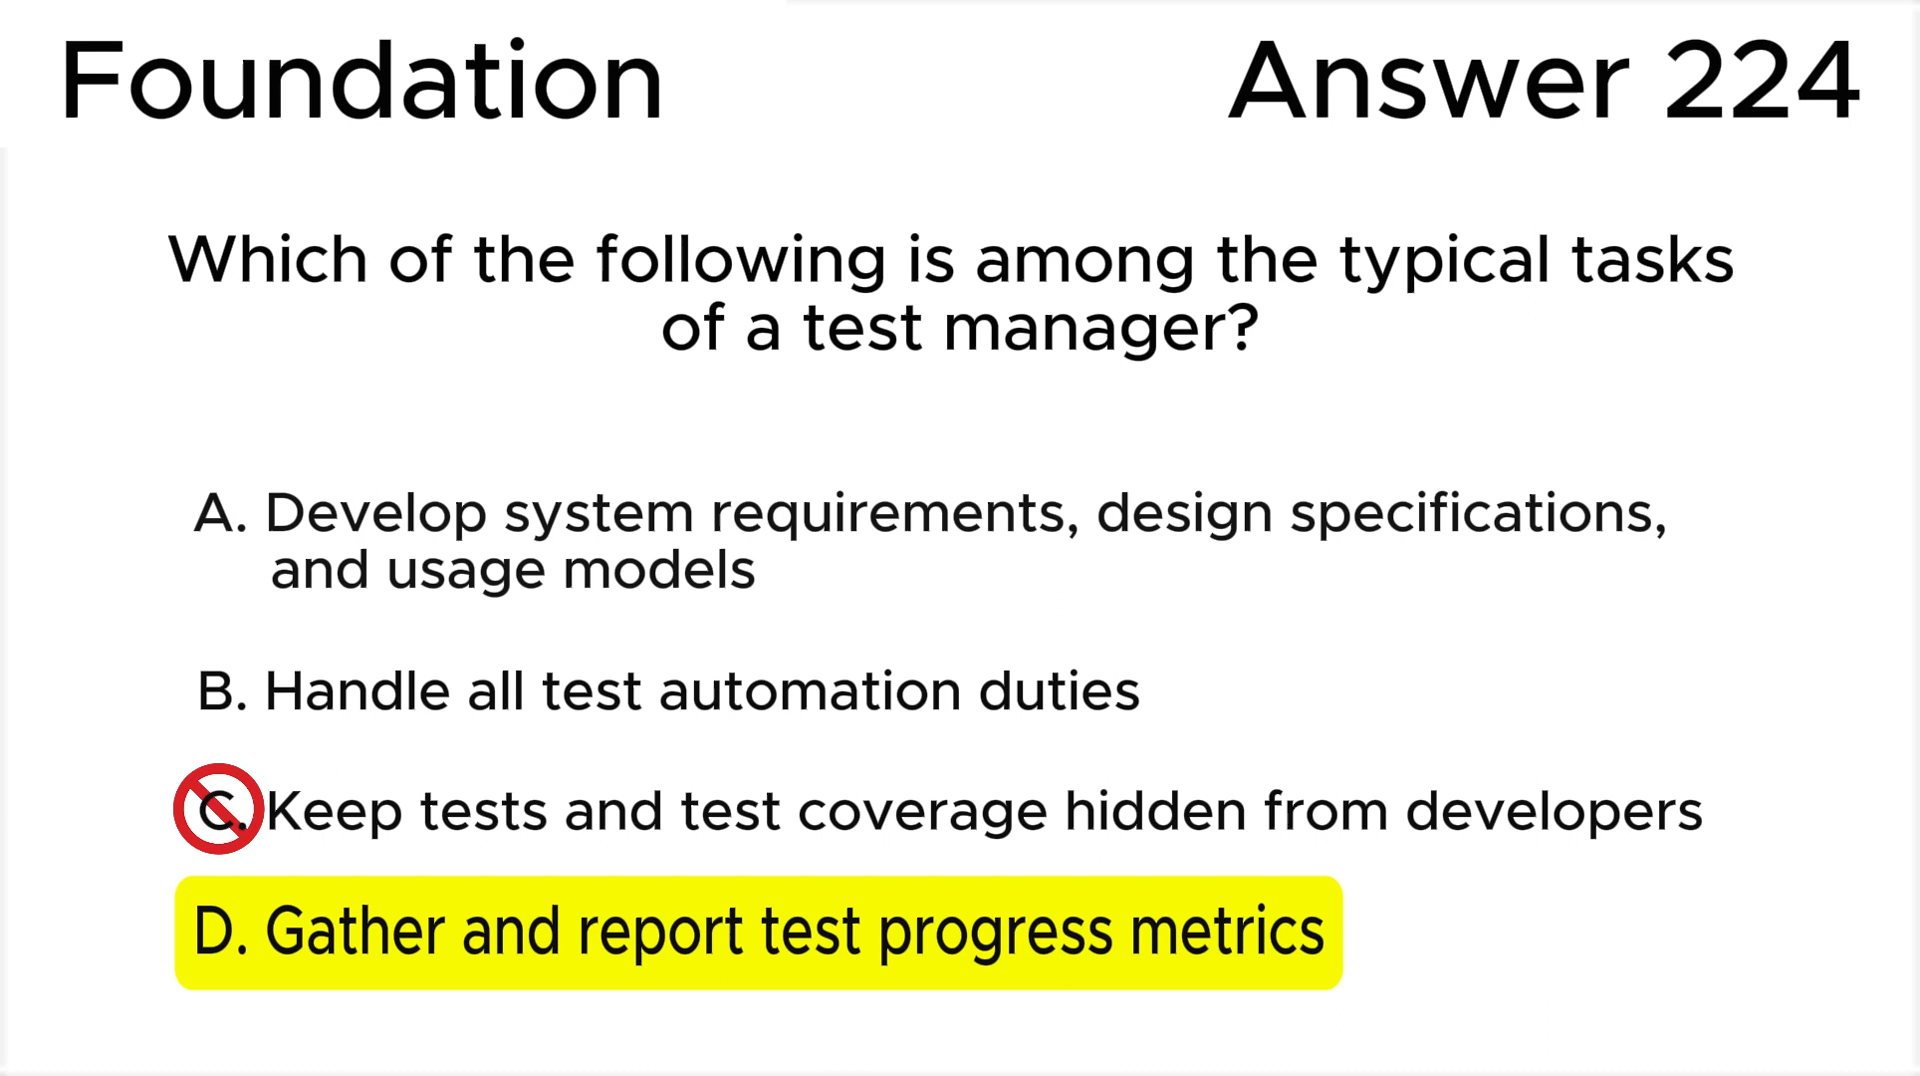 Foundation
Answer 224
Which of the following is among the typical tasks
of a test manager?
A. Develop system requirements, design specifications,
and usage models
B. Handle all test automation duties
C. Keep tests and test coverage hidden from developers
D. Gather and report test progress metrics